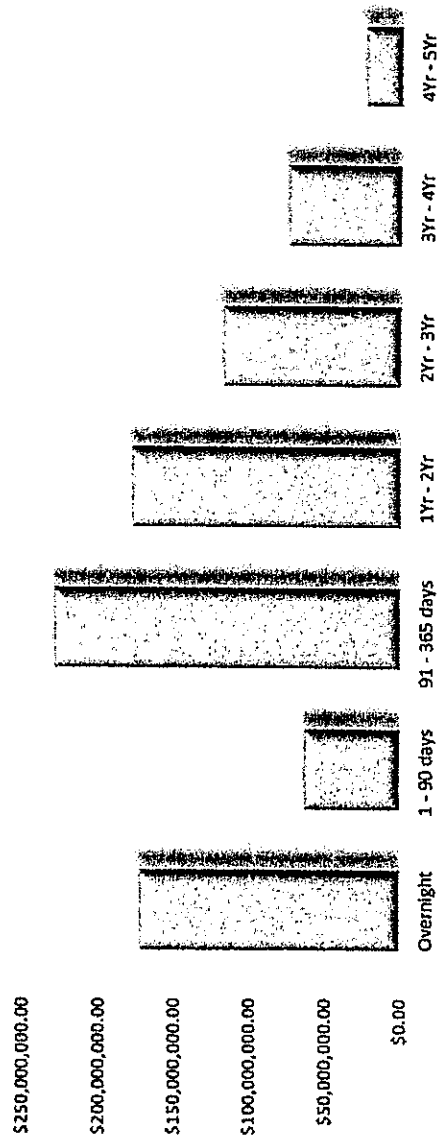 $250,000,000.00
$200,000,000.00
$150,000,000.00
$100,000,000.00
$50,000,000.00
$0.00
Overnight
1 - 90 days
91 - 365 days
1Yr - 2Yr
2Yr - 3Yr
3Yr - 4Yr
4Yr - 5Yr